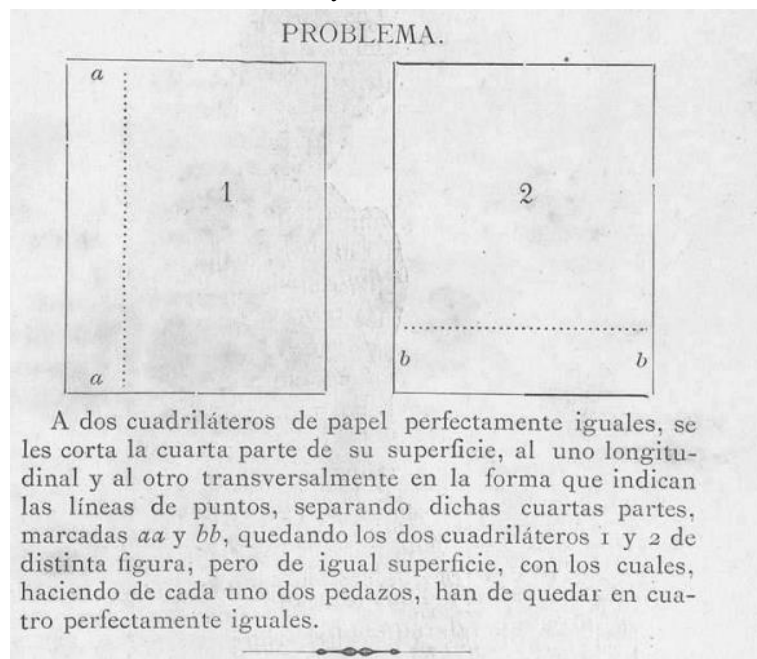 PROBLEMA.
a
1
2
b b
a
A dos cuadriláteros de papel perfectamente iguales, se
les corta la cuarta parte de su superficie, al uno longitu-
dinal y al otro transversalmente en la forma que indican
las líneas de puntos, separando dichas cuartas partes,
marcadas aa y bb, quedando los dos cuadriláteros 1 y 2 de
distinta figura, pero de igual superficie, con los cuales,
haciendo de cada uno dos pedazos, han de quedar en cua-
tro perfectamente iguales.